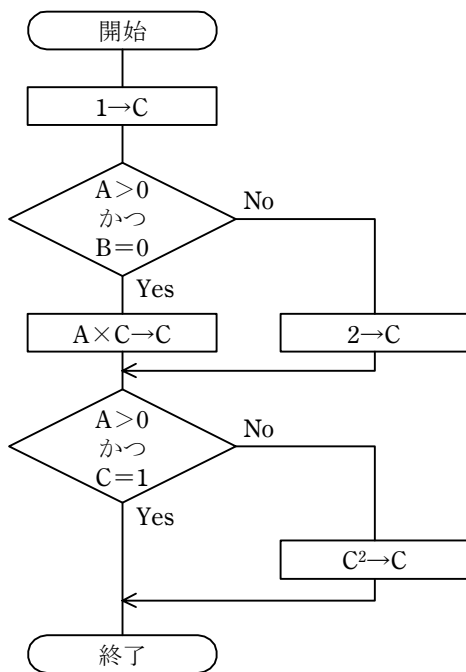 開始
1→C
A＞0
かつ
B＝0
No
Yes
A×C→C
2→C
A＞0
かつ
C＝1
No
Yes
C²→C
終了